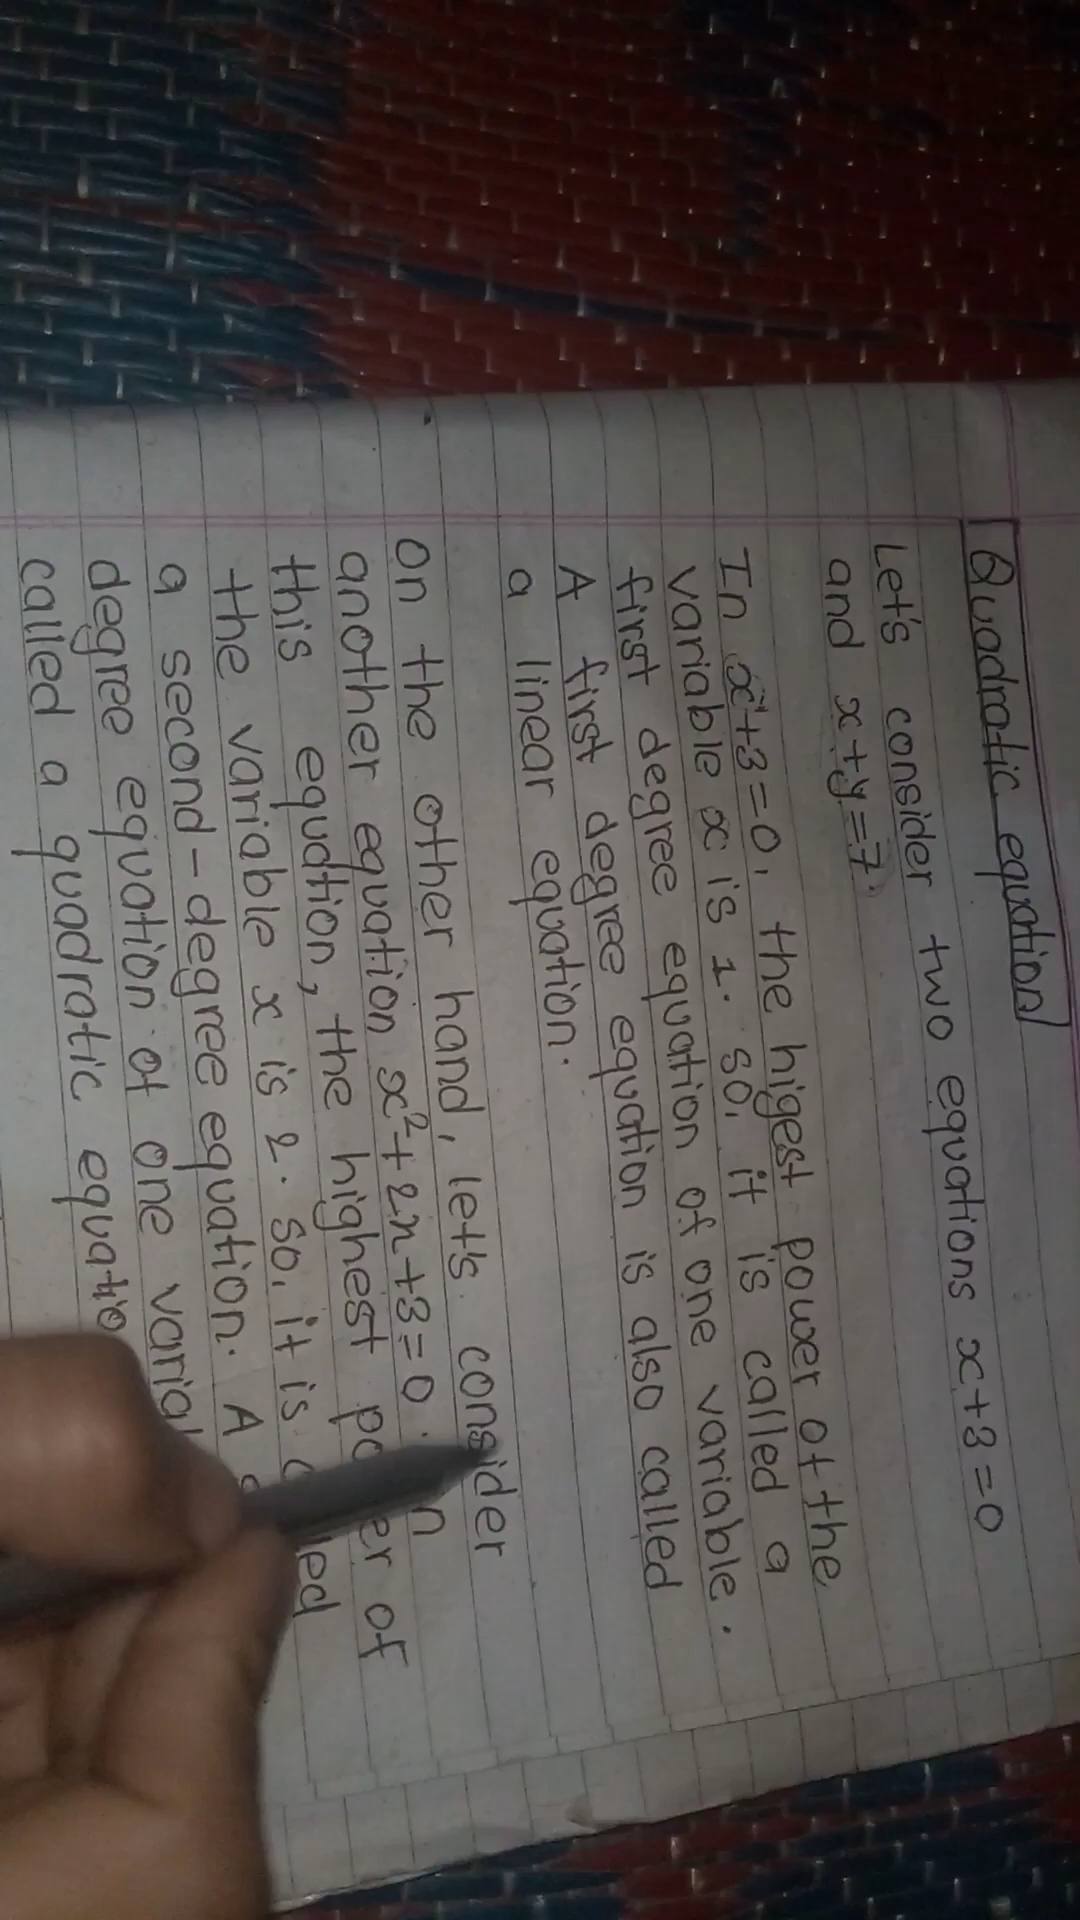 Quadratic equation
Let's consider two equations x+3=0
and x+y=7.
In x¹+3=0, the higest power of the
variable x is 1. so, it is called a
first degree equation of one variable.
A first degree equation is also called
a linear equation.
on the other hand, let's consider
another equation x²+2x+3=0.
this equation, the highest of
the variable x is 2. so, it is
a second-degree equation. A
degree equation of one
called a quadratic